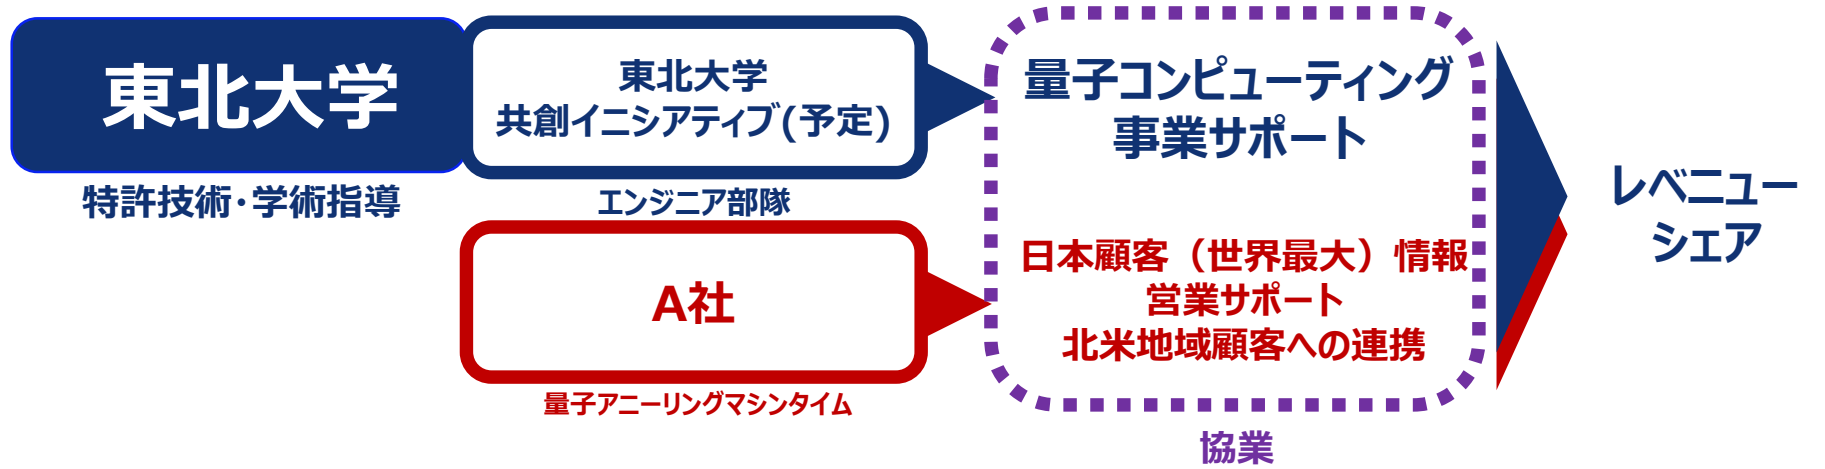 東北大学
特許技術・学術指導
東北大学
共創イニシアティブ(予定)
エンジニア部隊
A社
量子アニーリングマシンタイム
量子コンピューティング
事業サポート
日本顧客（世界最大）情報
営業サポート
北米地域顧客への連携
協業
レベニュー
シェア